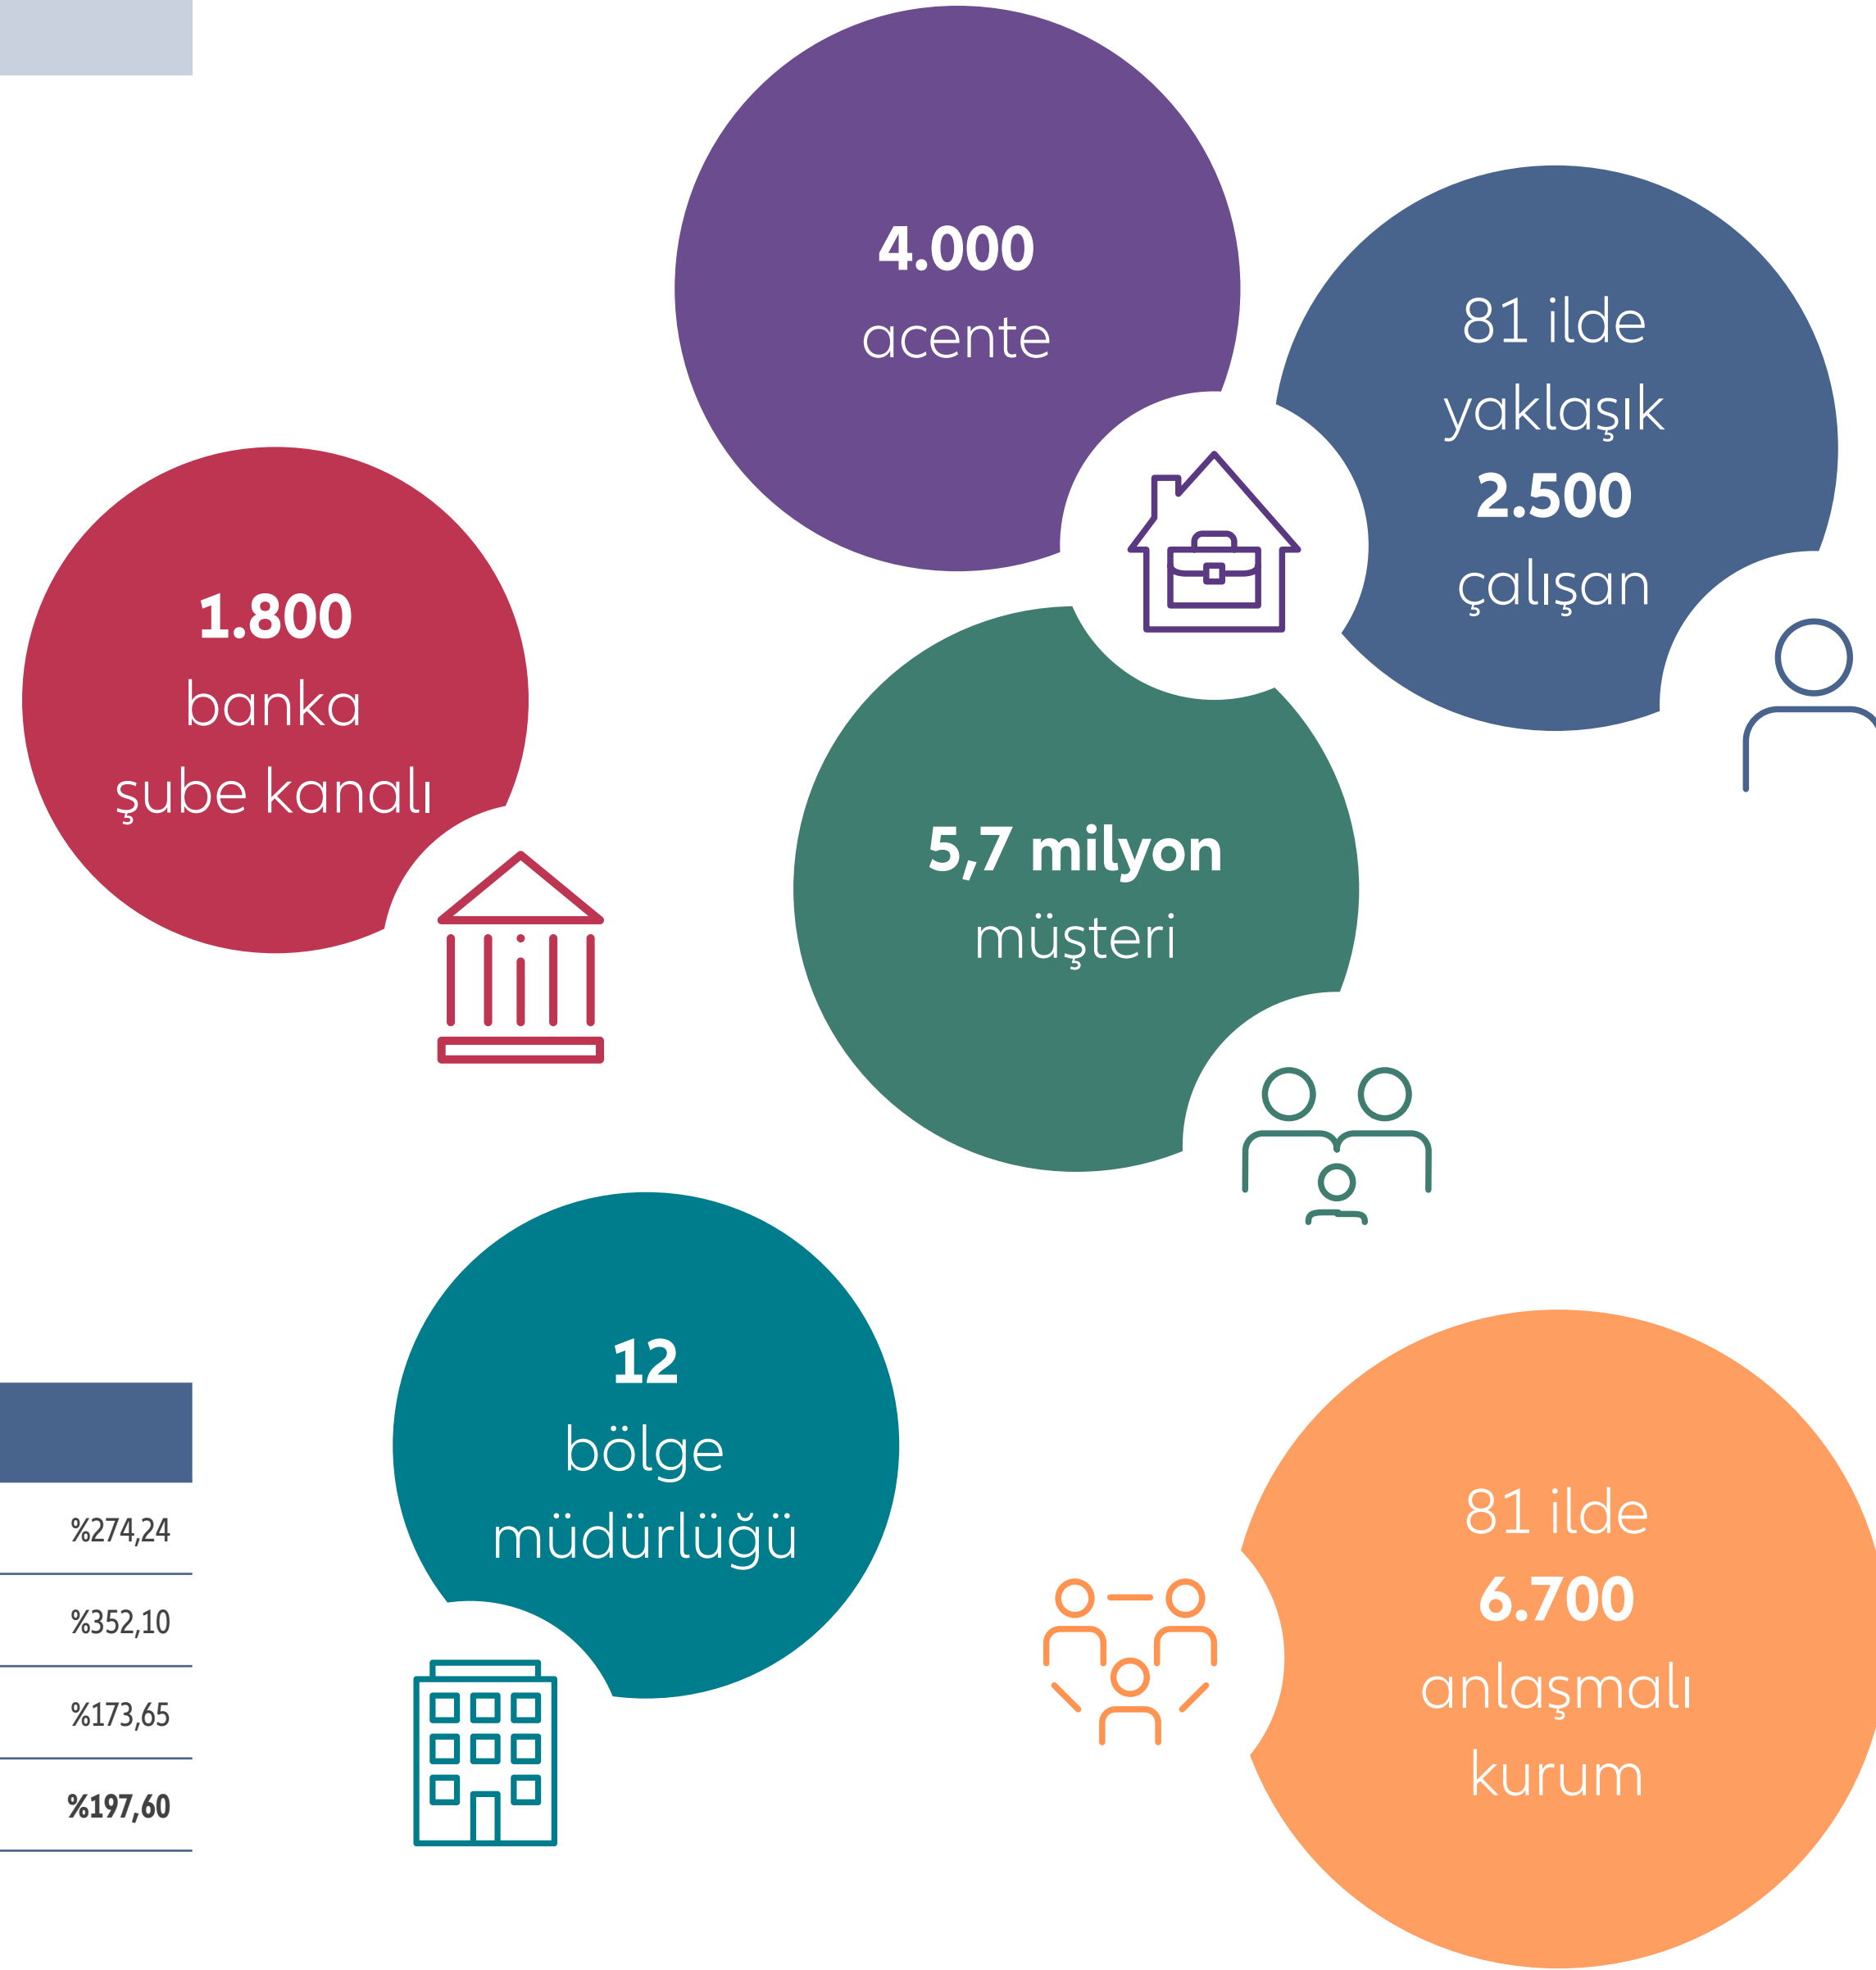 4.000
acente
81 ilde
yaklaşık
2.500
çalışan
1.800
banka
şube kanalı
5,7 milyon
müşteri
12
bölge
müdürlüğü
81 ilde
6.700
anlaşmalı
kurum
%274,24
%352,10
%173,65
%197,60